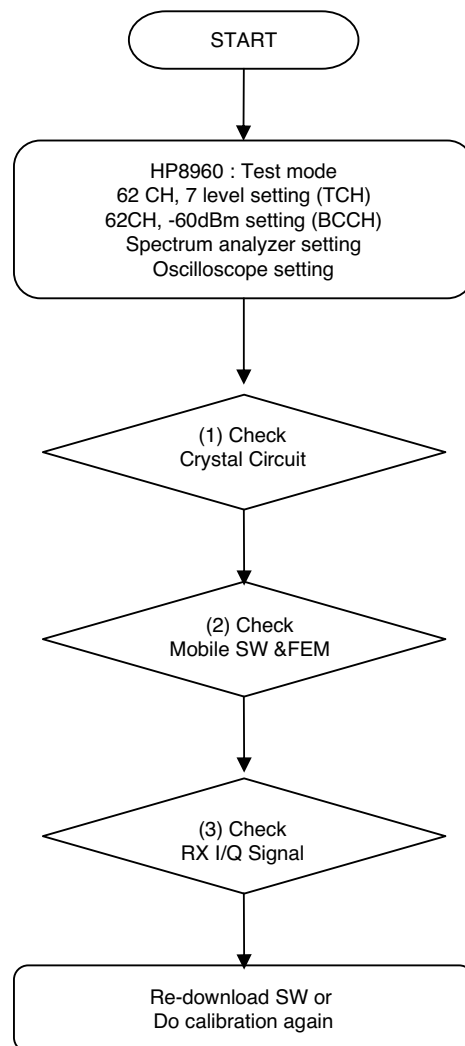 START
HP8960 : Test mode
62 CH, 7 level setting (TCH)
62CH, -60dBm setting (BCCH)
Spectrum analyzer setting
Oscilloscope setting
(1) Check
Crystal Circuit
(2) Check
Mobile SW &FEM
(3) Check
RX I/Q Signal
Re-download SW or
Do calibration again